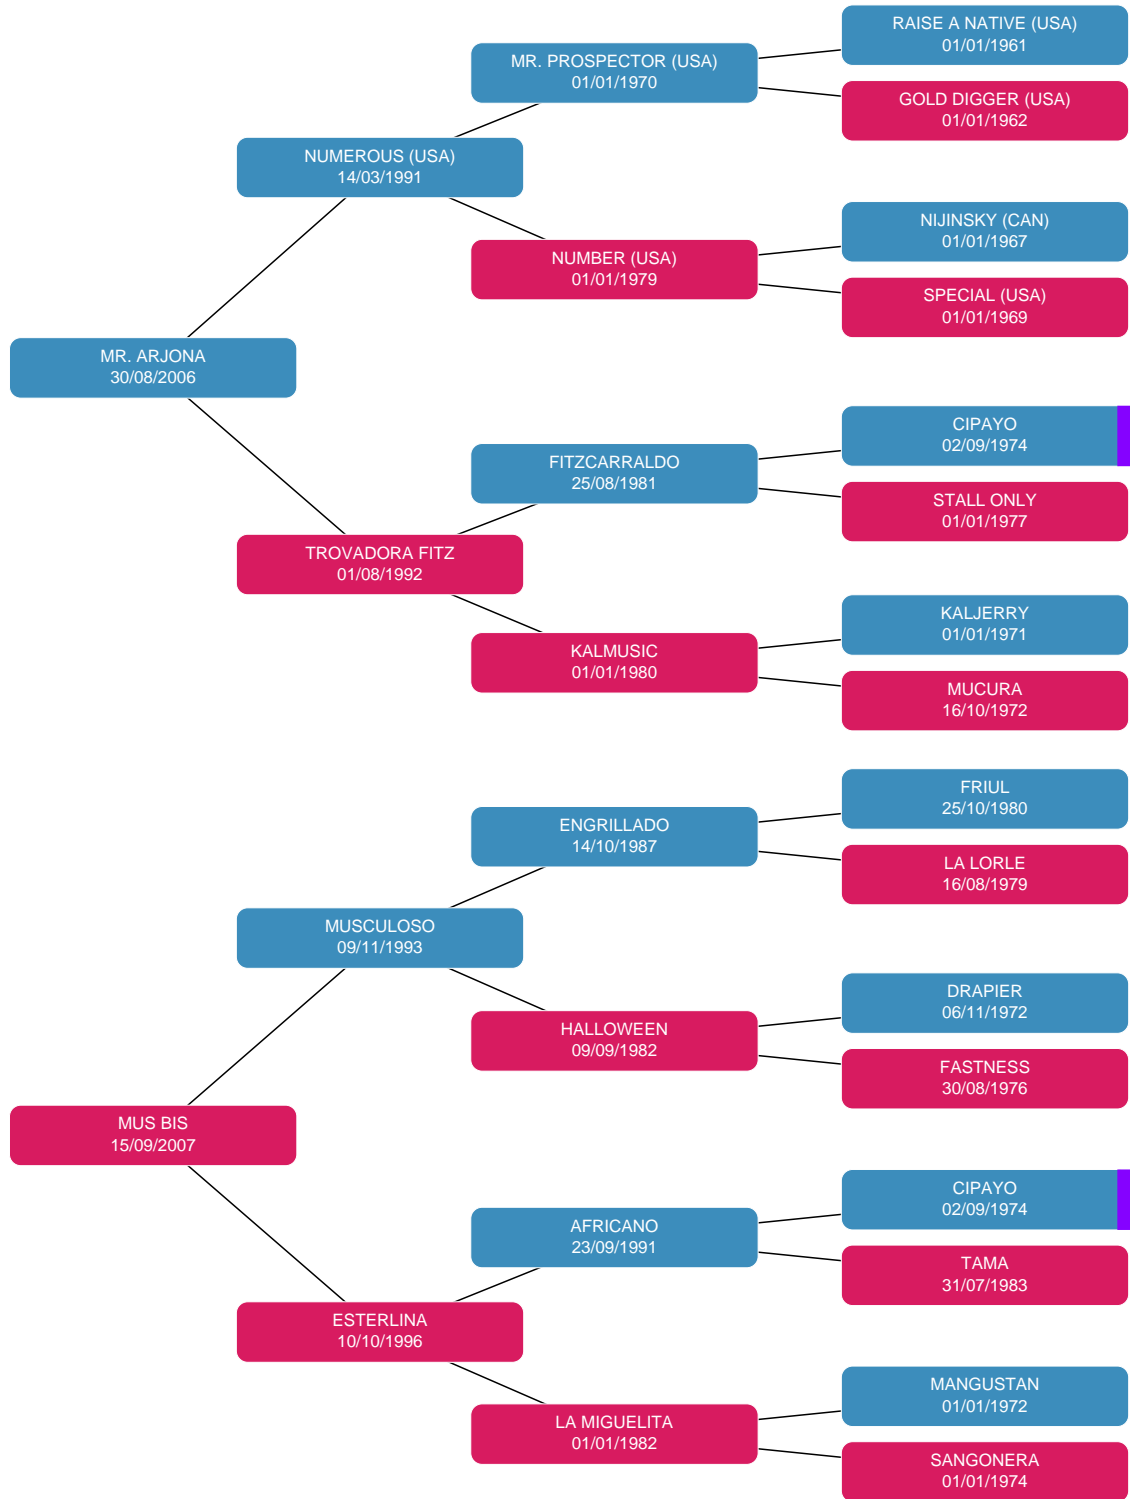 RAISE A NATIVE (USA)
01/01/1961
MR. PROSPECTOR (USA)
01/01/1970
GOLD DIGGER (USA)
01/01/1962
NUMEROUS (USA)
14/03/1991
NIJINSKY (CAN)
01/01/1967
NUMBER (USA)
01/01/1979
SPECIAL (USA)
01/01/1969
MR. ARJONA
30/08/2006
CIPAYO
02/09/1974
FITZCARRALDO
25/08/1981
STALL ONLY
01/01/1977
TROVADORA FITZ
01/08/1992
KALJERRY
01/01/1971
KALMUSIC
01/01/1980
MUCURA
16/10/1972
FRIUL
25/10/1980
ENGRILLADO
14/10/1987
LA LORLE
16/08/1979
MUSCULOSO
09/11/1993
DRAPIER
06/11/1972
HALLOWEEN
09/09/1982
FASTNESS
30/08/1976
MUS BIS
15/09/2007
CIPAYO
02/09/1974
AFRICANO
23/09/1991
TAMA
31/07/1983
ESTERLINA
10/10/1996
MANGUSTAN
01/01/1972
LA MIGUELITA
01/01/1982
SANGONERA
01/01/1974